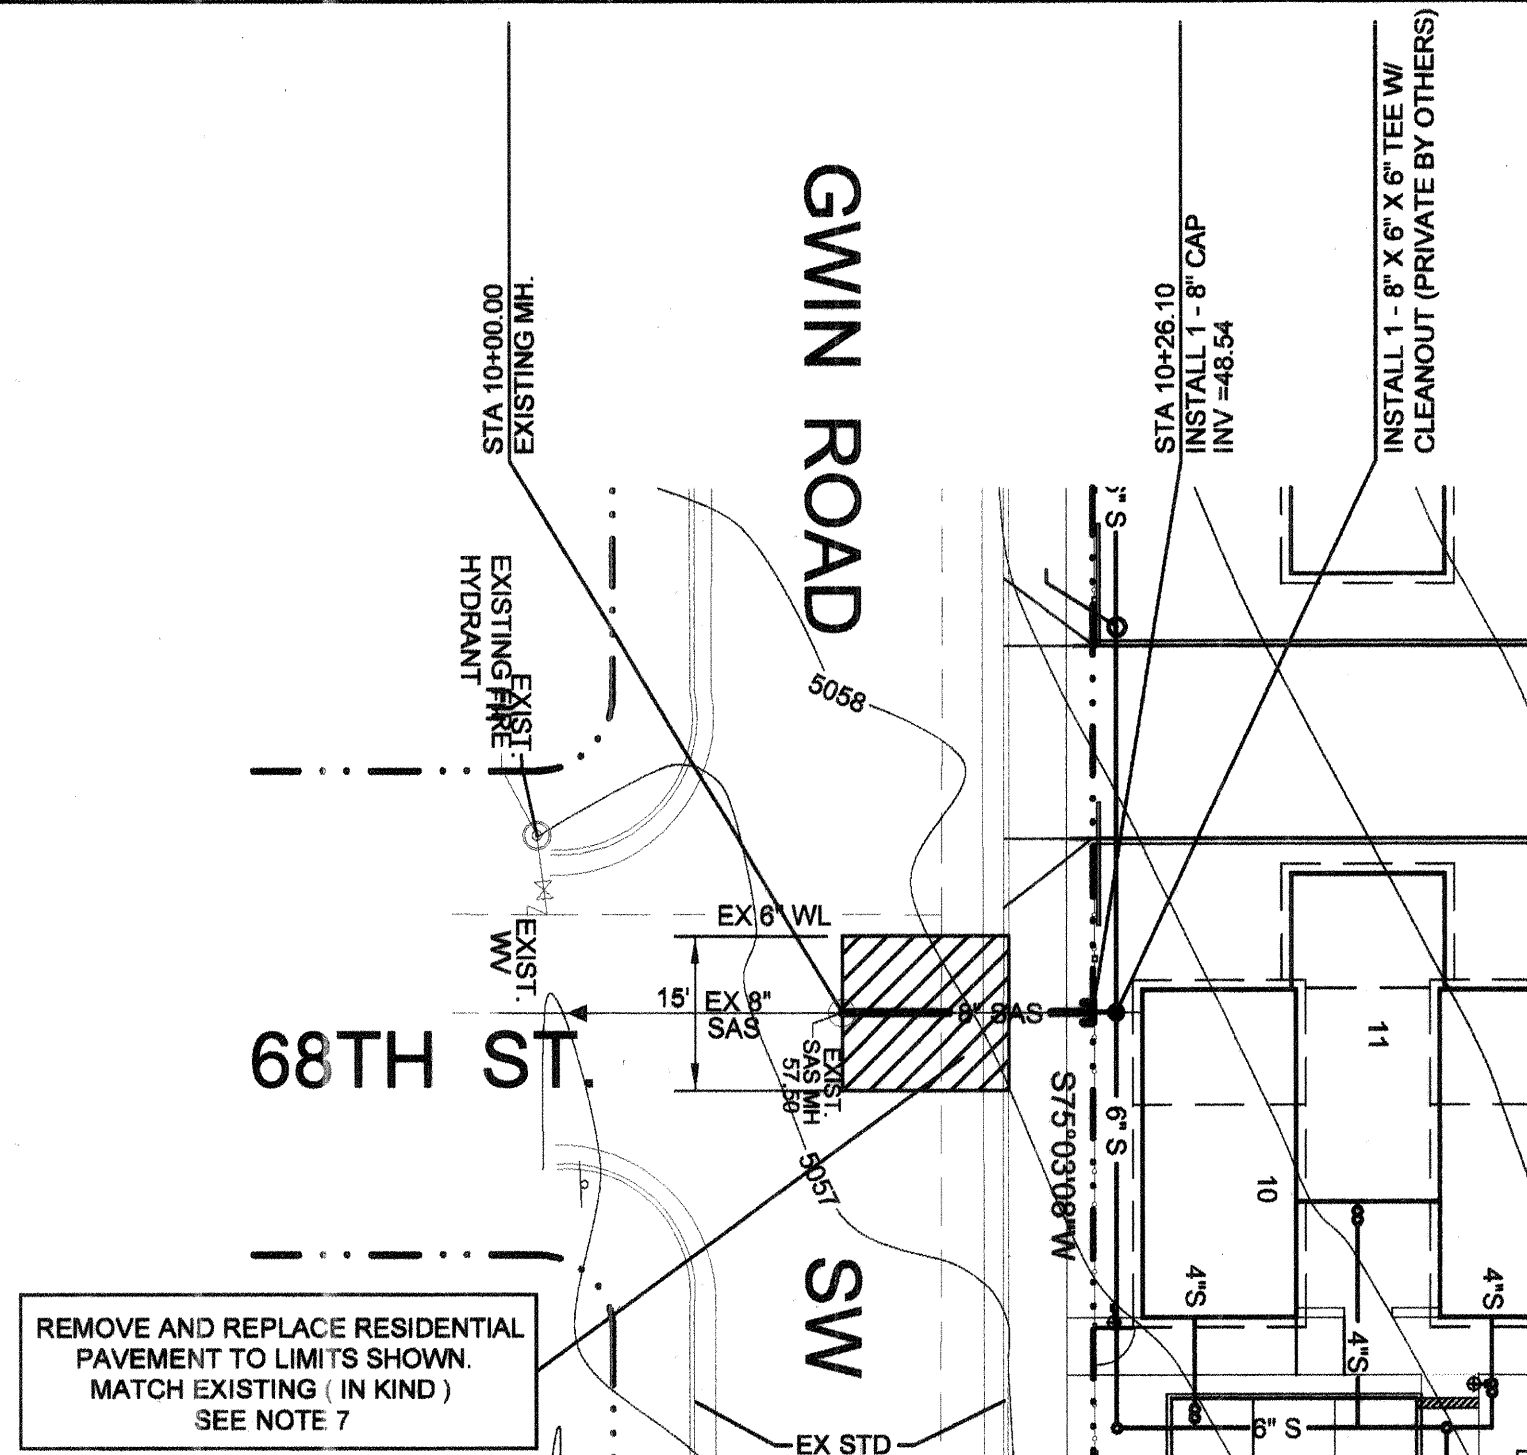 STA 10+00.00
EXISTING MH.
GWIN ROAD SW
STA 10+26.10
INSTALL 1 - 8" CAP
INV =48.54
INSTALL 1 - 8" X 6" X 6" TEE W/
CLEANOUT (PRIVATE BY OTHERS)
EXISTING FIRE
HYDRANT
EXIST.
5058
EX 6" WL
EXIST.
WV
15'
EX 8"
SAS
8" SAS
EXIST.
SAS MH
57.50
68TH ST.
5057
S75°03'08"W
6" S
11
10
4"S
4"S
4"S
6" S
REMOVE AND REPLACE RESIDENTIAL
PAVEMENT TO LIMITS SHOWN.
MATCH EXISTING ( IN KIND )
SEE NOTE 7
EX STD